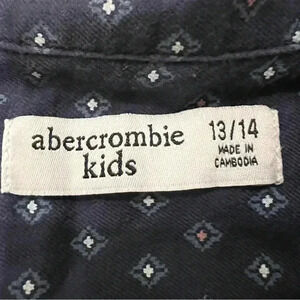 abercrombie
kids
13/14
MADE IN
CAMBODIA